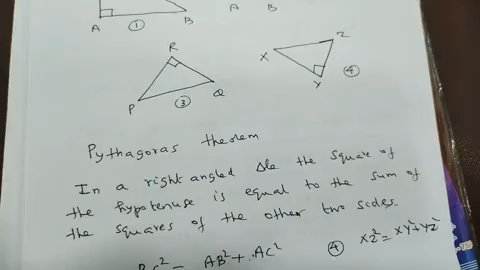 A ① B A B
R
X Z
P ③ Q Y ④
Pythagoras theorem
In a right angled Δle the square of
the hypotenuse is equal to the sum of
the squares of the other two sides.
BC² = AB² + AC² ④ XZ² = XY² + YZ²